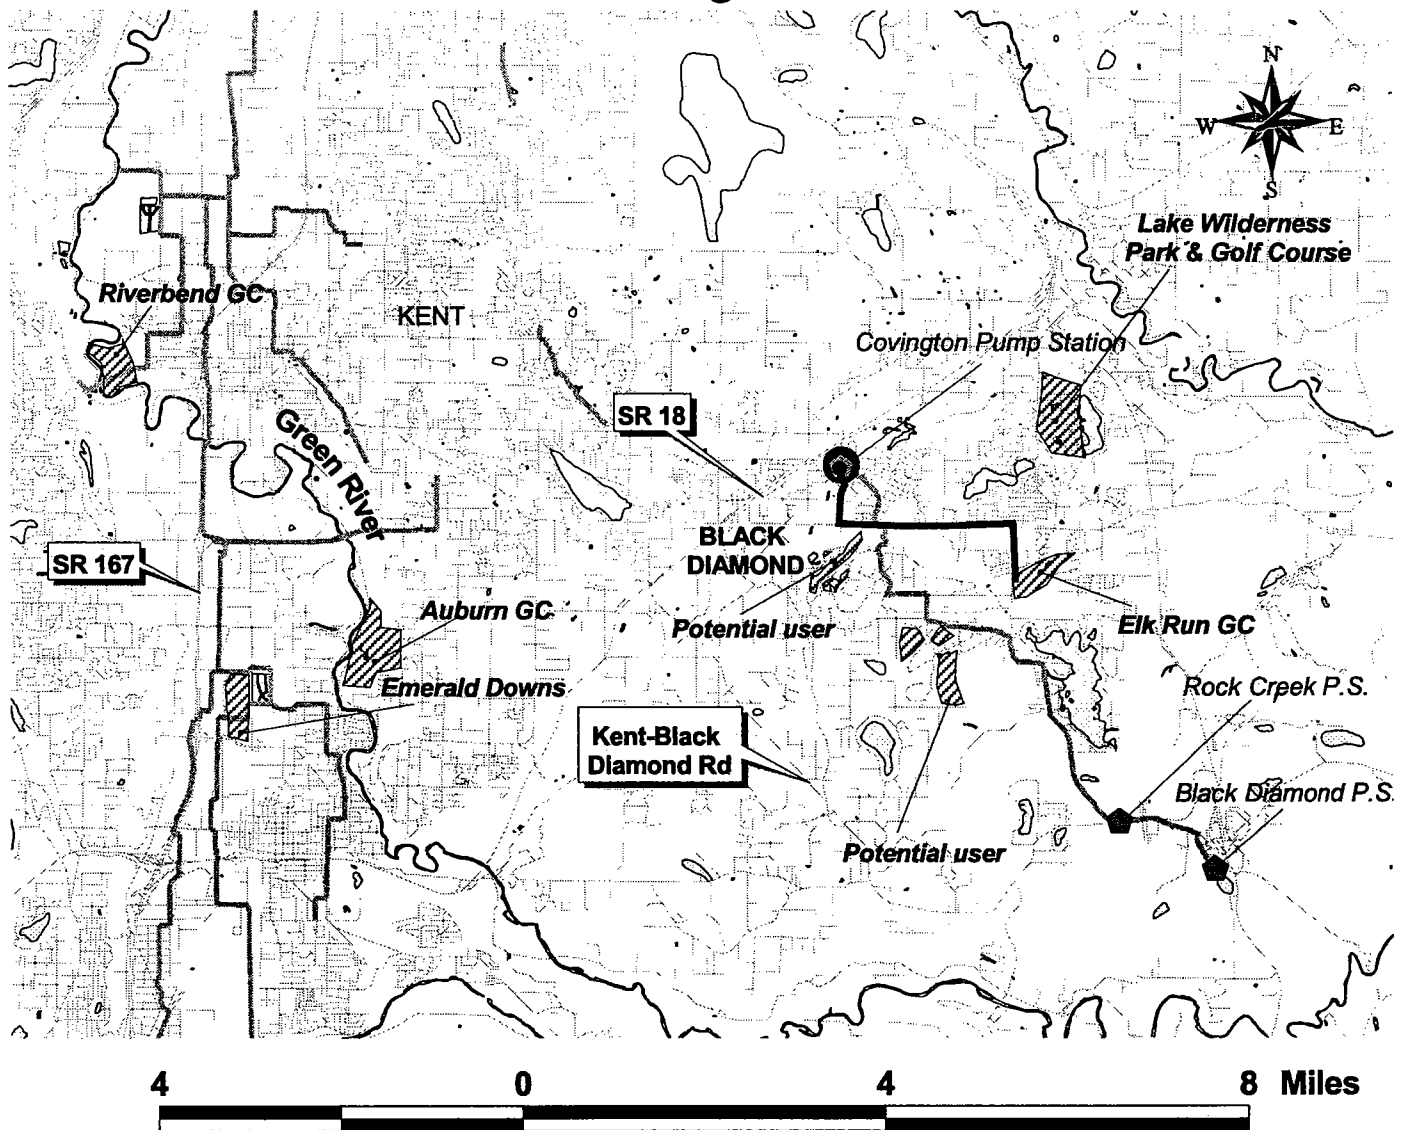 N
W E
S
Lake Wilderness
Park & Golf Course
Riverbend GC
KENT
Covington Pump Station
SR 18
Green River
BLACK
DIAMOND
SR 167
Auburn GC
Potential user
Elk Run GC
Emerald Downs
Rock Creek P.S.
Kent-Black
Diamond Rd
Black Diamond P.S.
Potential user
4 0 4 8 Miles